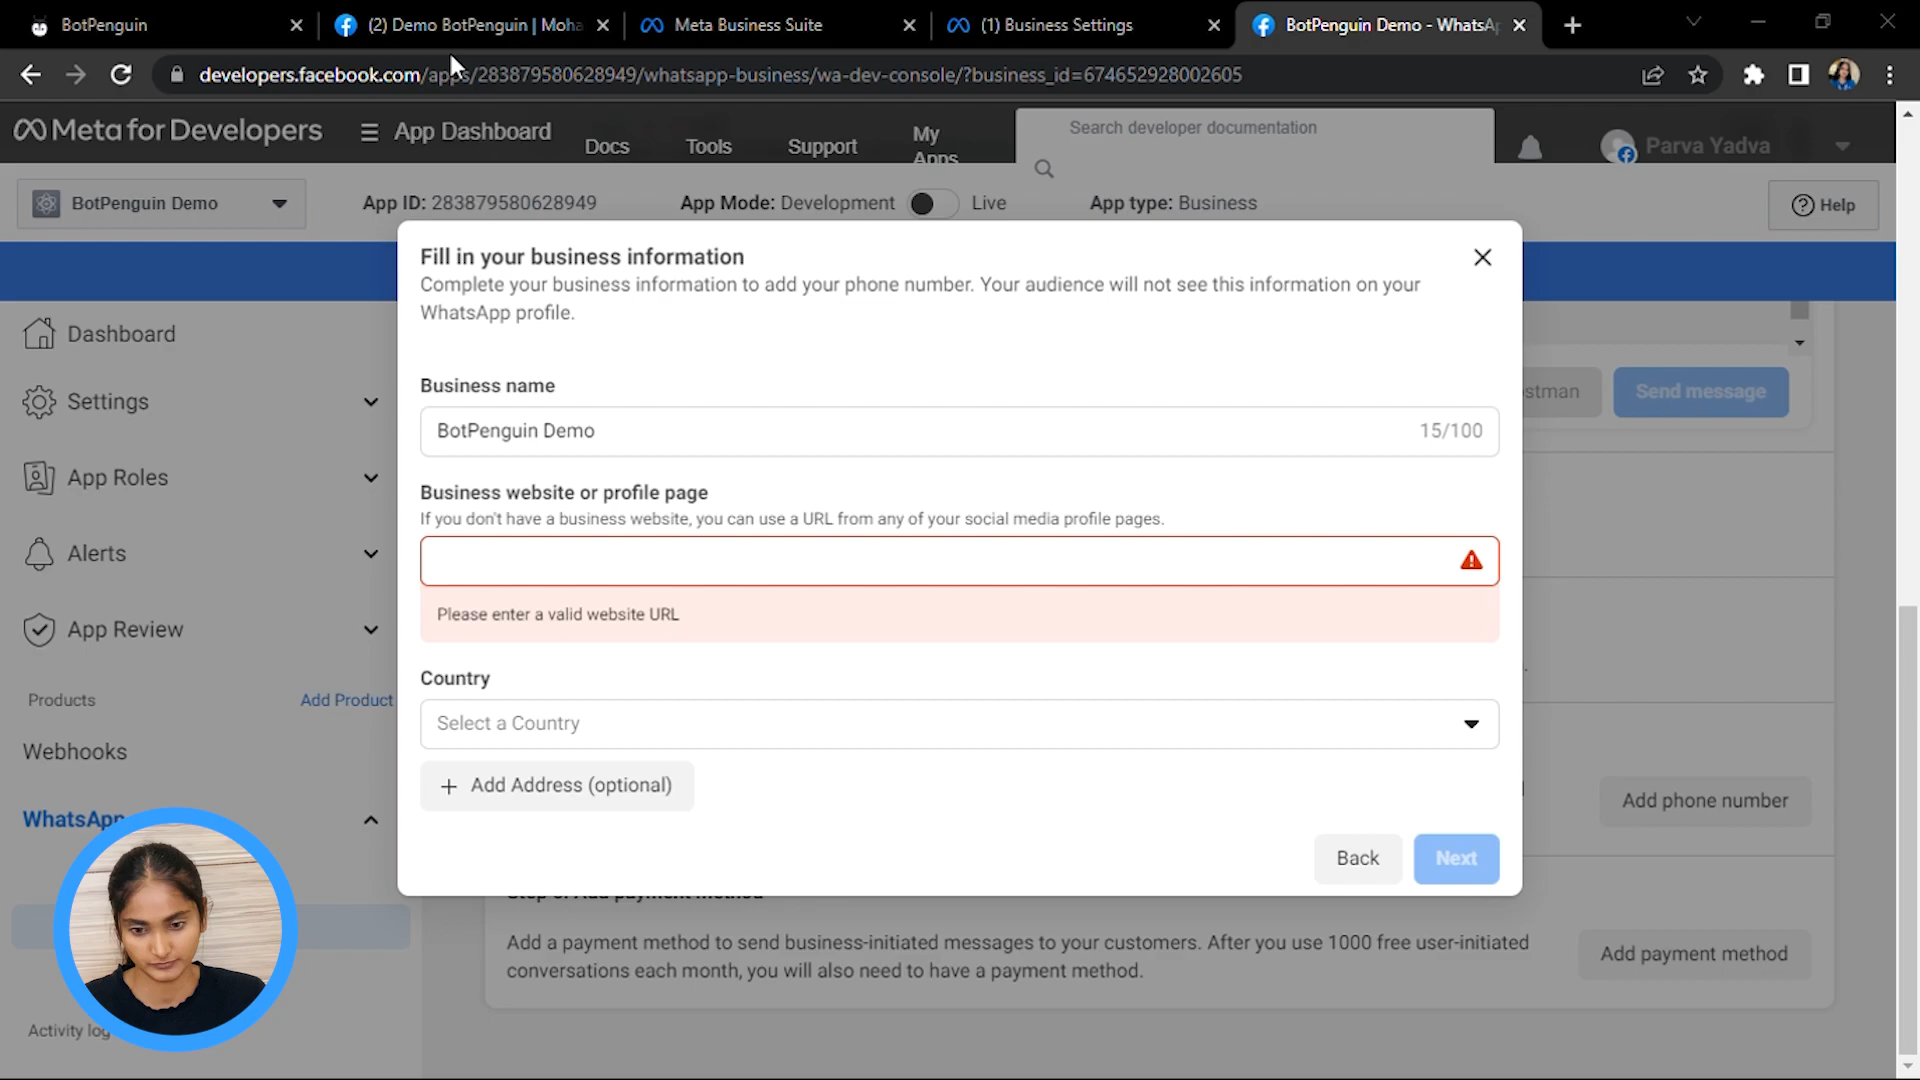 BotPenguin
(2) Demo BotPenguin | Moha
Meta Business Suite
(1) Business Settings
BotPenguin Demo - WhatsAp
developers.facebook.com/apps/283879580628949/whatsapp-business/wa-dev-console/?business_id=674652928002605
Meta for Developers
App Dashboard
Docs
Tools
Support
My Apps
Search developer documentation
Parva Yadva
BotPenguin Demo
App ID: 283879580628949
App Mode: Development
Live
App type: Business
Help
Fill in your business information
Complete your business information to add your phone number. Your audience will not see this information on your
WhatsApp profile.
Dashboard
Settings
App Roles
Alerts
App Review
Products
Add Product
Webhooks
WhatsApp
Activity log
Business name
BotPenguin Demo
15/100
Business website or profile page
If you don't have a business website, you can use a URL from any of your social media profile pages.
Please enter a valid website URL
Country
Select a Country
+ Add Address (optional)
Back
Next
stman
Send message
Add phone number
Add a payment method to send business-initiated messages to your customers. After you use 1000 free user-initiated
conversations each month, you will also need to have a payment method.
Add payment method